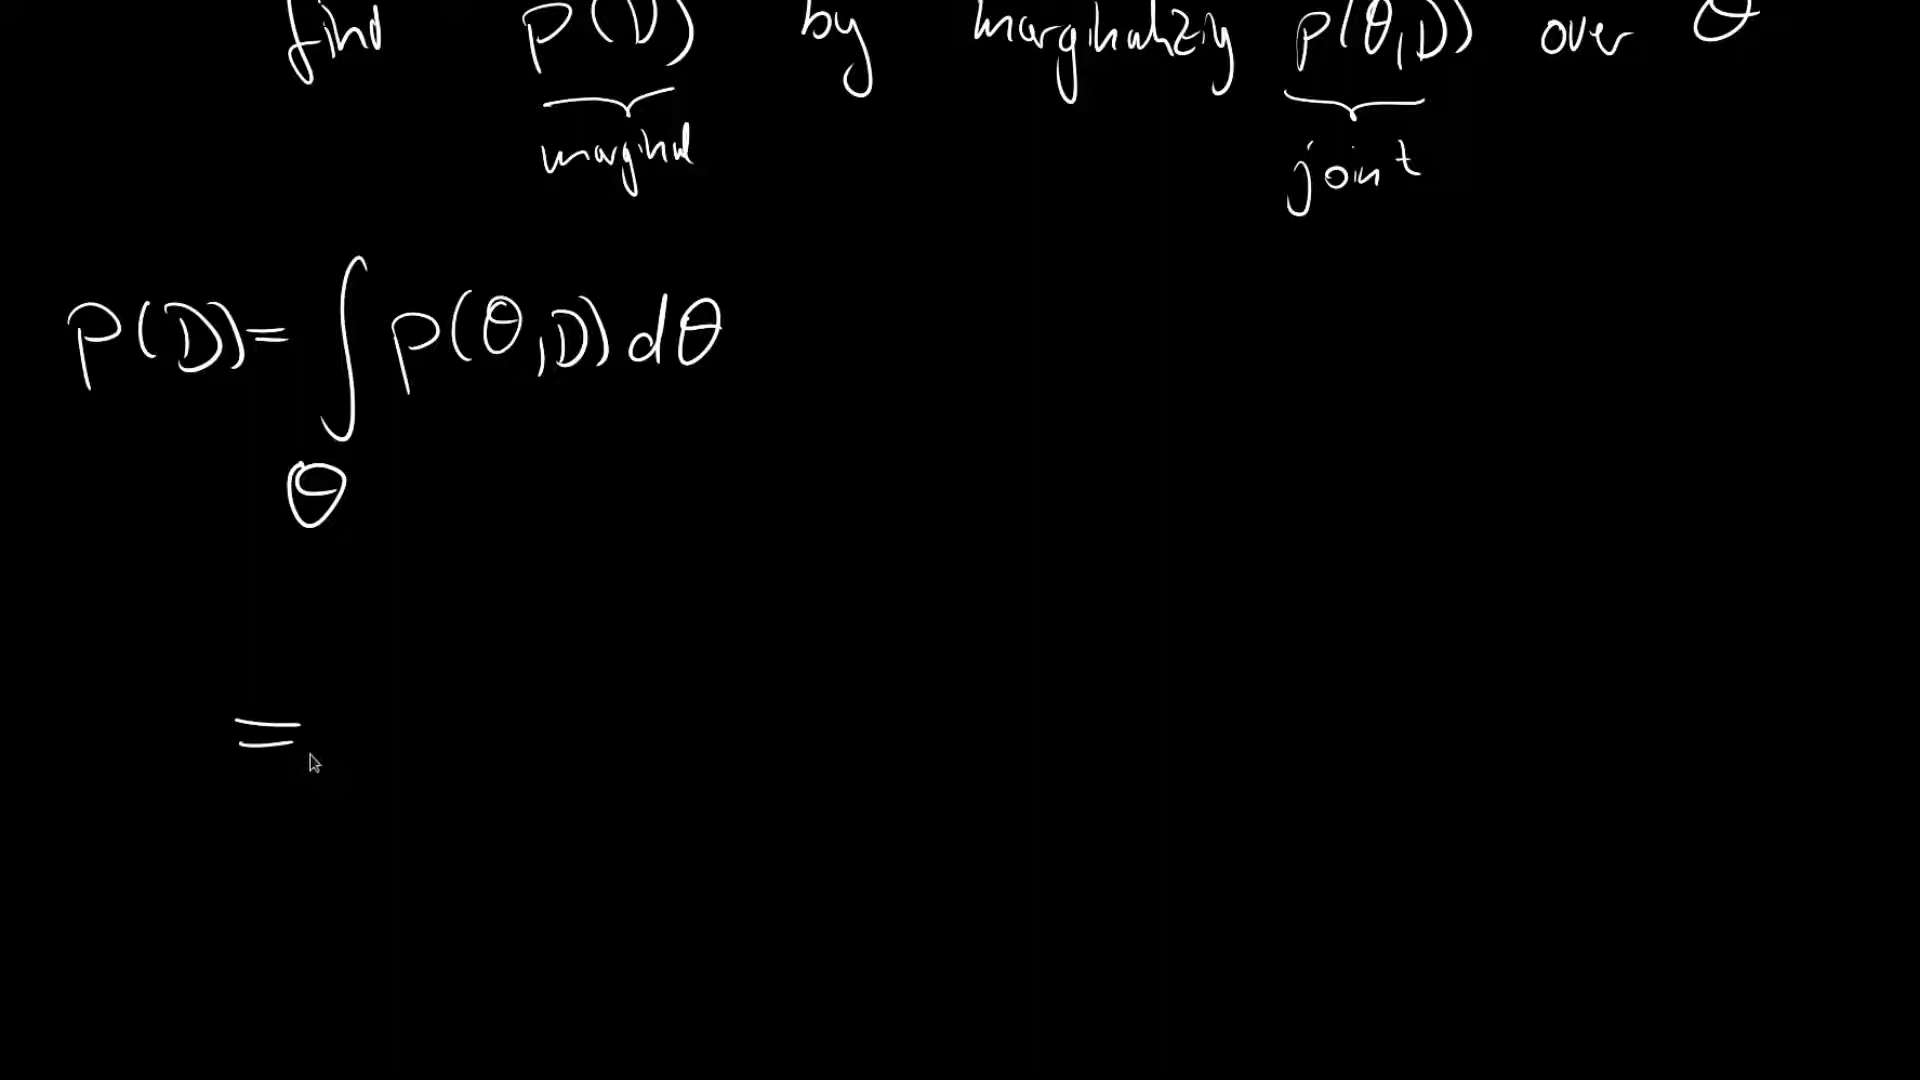 find p(D) by marginalizing p(θ,D) over θ
marginal joint
p(D) = ∫ p(θ,D) dθ
Θ
=